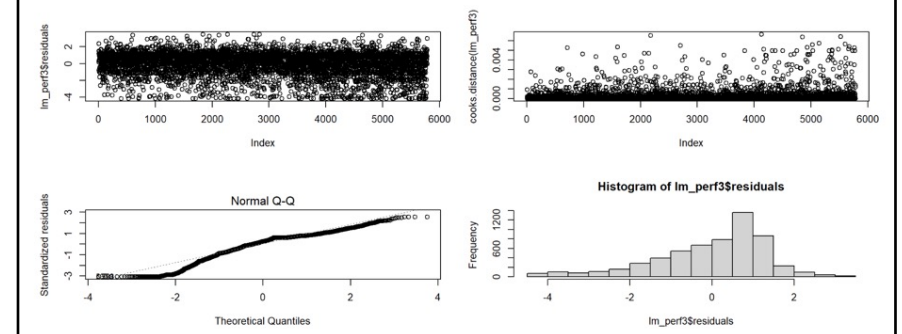 lm_perf3$residuals
-4 0 2
0 1000 2000 3000 4000 5000 6000
Index
cooks.distance(lm_perf3)
0.000 0.004
0 1000 2000 3000 4000 5000 6000
Index
Normal Q-Q
Standardized residuals
-3 -1 1 3
-4 -2 0 2 4
Theoretical Quantiles
Histogram of lm_perf3$residuals
Frequency
0 600 1200
-4 -2 0 2
lm_perf3$residuals